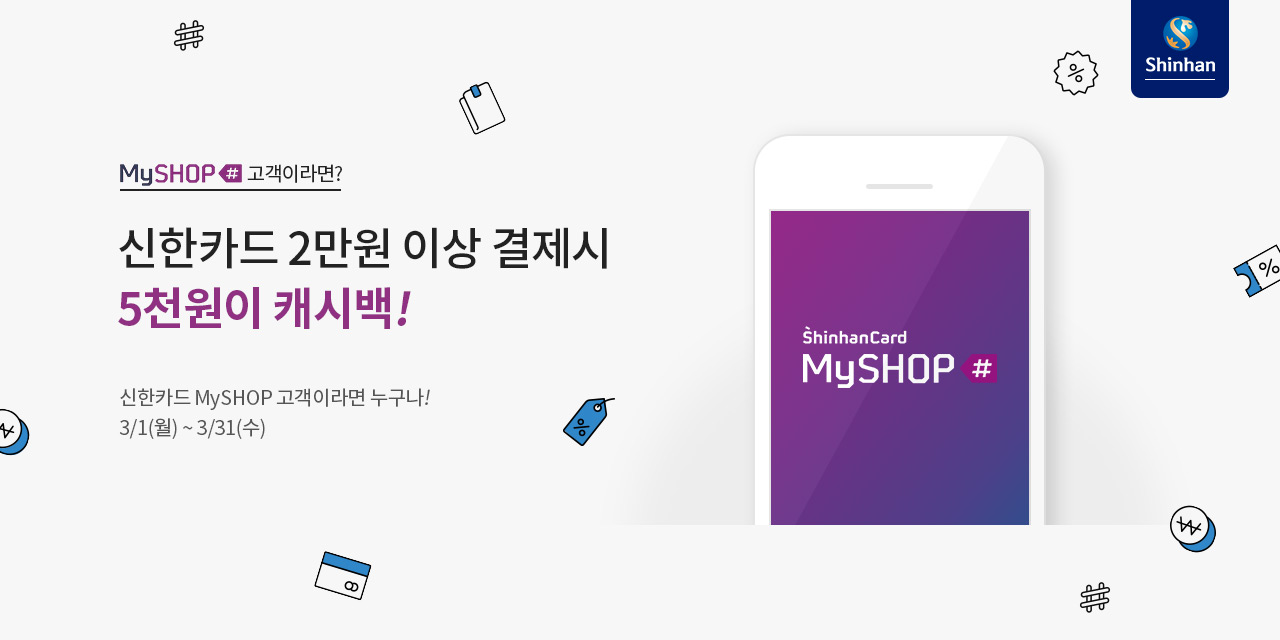 Shinhan
MySHOP # 고객이라면?
신한카드 2만원 이상 결제시
5천원이 캐시백!
신한카드 MySHOP 고객이라면 누구나!
3/1(월) ~ 3/31(수)
ShinhanCard
MySHOP #